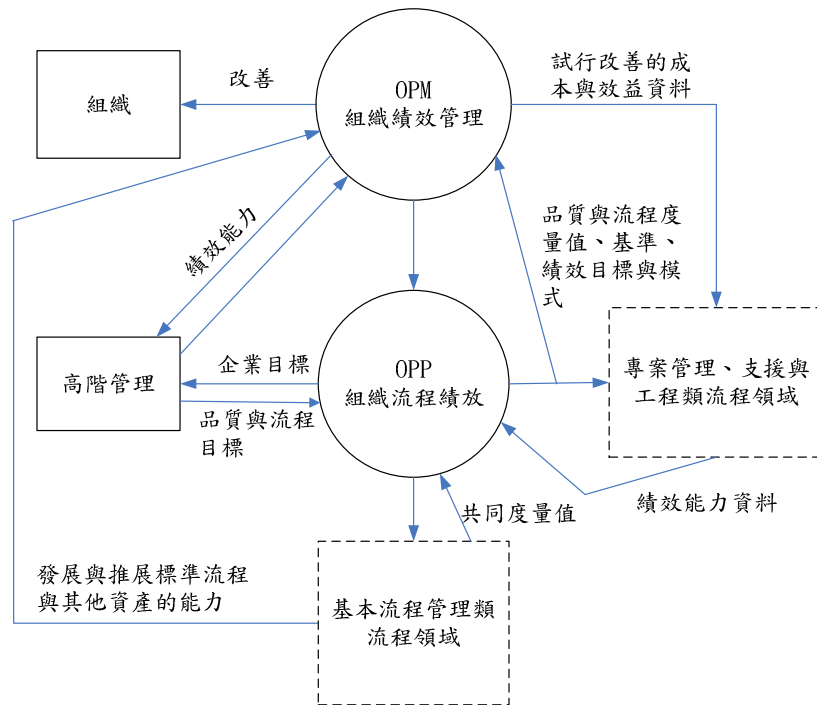 組織
改善
OPM
組織績效管理
試行改善的成
本與效益資料
績效能力
品質與流程度
量值、基準、
績效目標與模
式
高階管理
企業目標
品質與流程
目標
OPP
組織流程績放
專案管理、支援與
工程類流程領域
績效能力資料
共同度量值
發展與推展標準流程
與其他資產的能力
基本流程管理類
流程領域